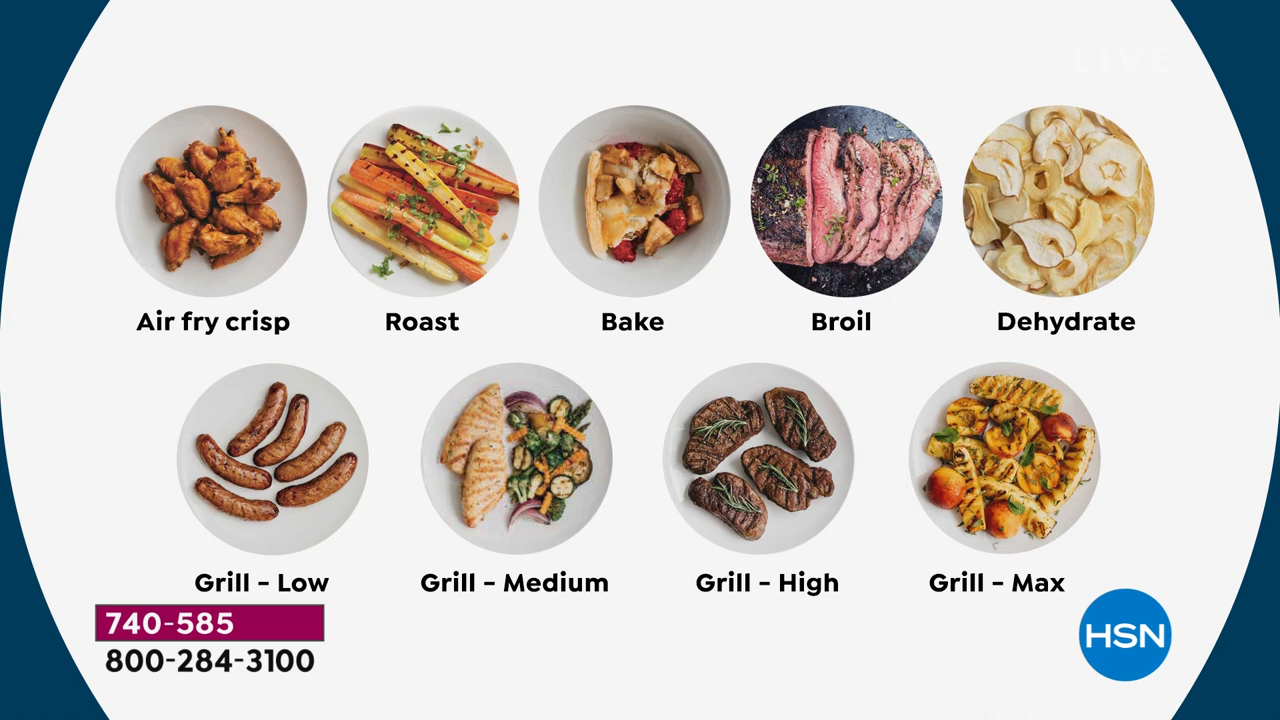 LIVE
Air fry crisp
Roast
Bake
Broil
Dehydrate
Grill - Low
Grill - Medium
Grill - High
Grill - Max
740-585
800-284-3100
HSN